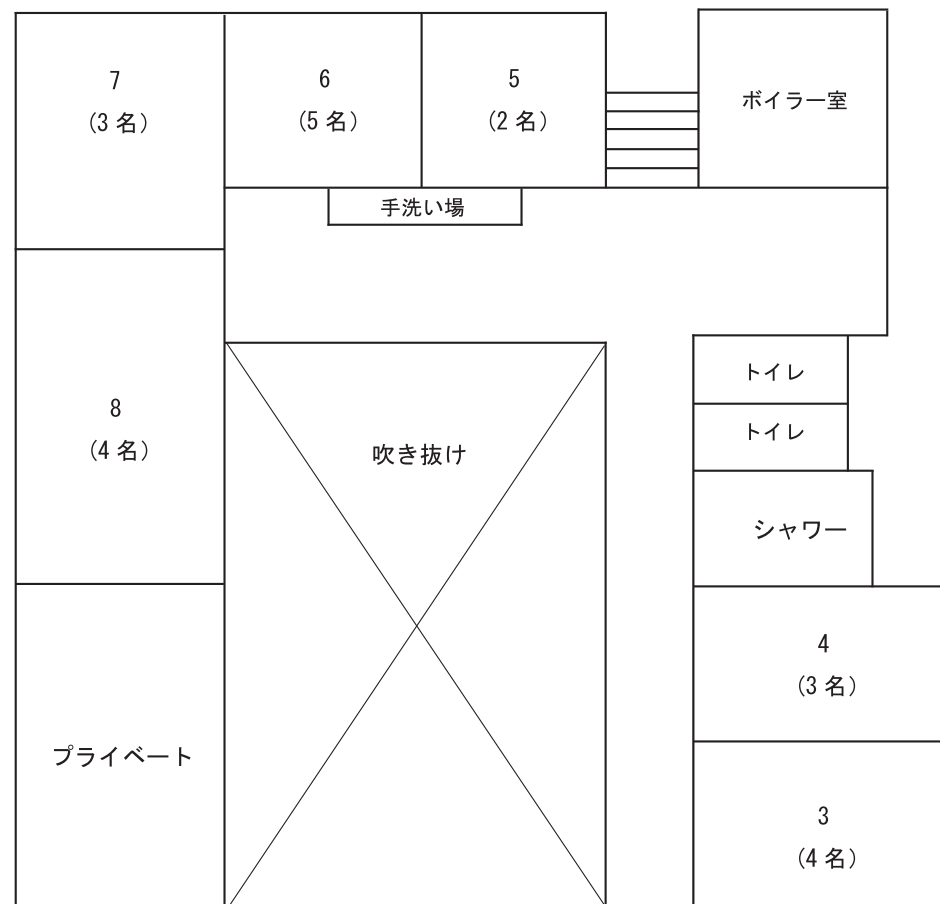 7
(3 名)
6
(5 名)
5
(2 名)
ボイラー室
手洗い場
8
(4 名)
吹き抜け
トイレ
トイレ
シャワー
プライベート
4
(3 名)
3
(4 名)